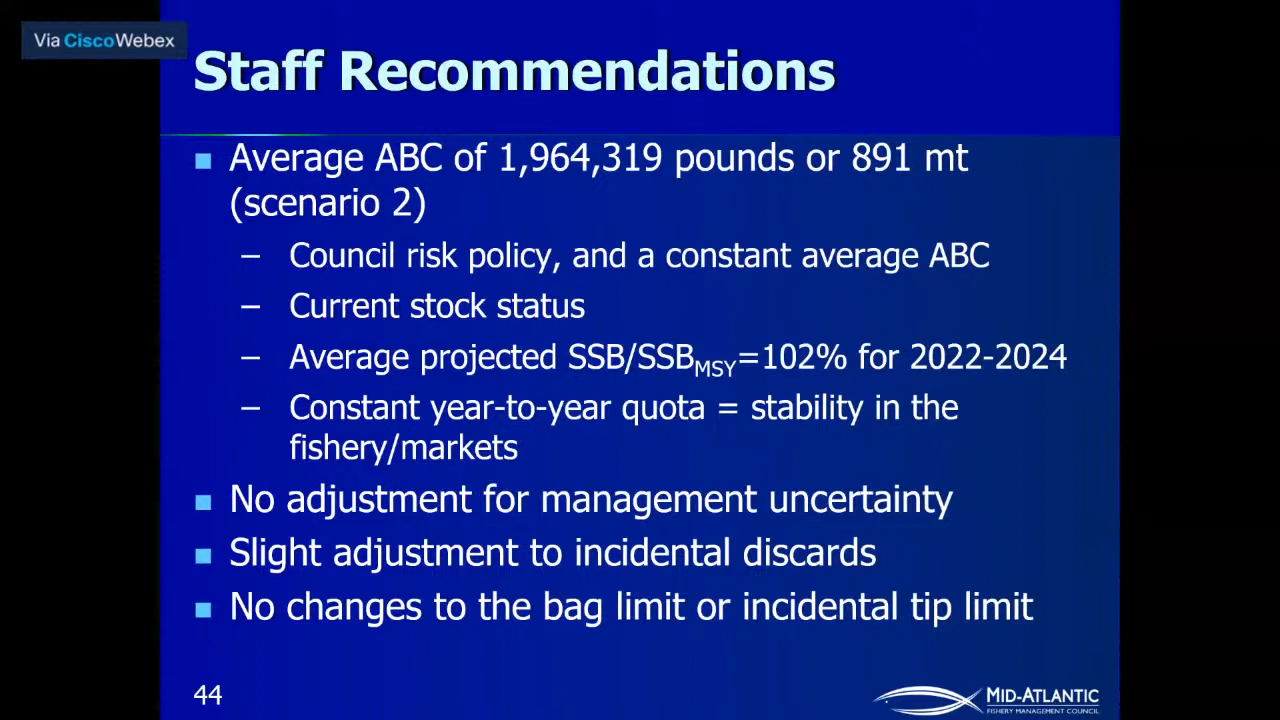 Via CiscoWebex
Staff Recommendations
Average ABC of 1,964,319 pounds or 891 mt
(scenario 2)
– Council risk policy, and a constant average ABC
– Current stock status
– Average projected SSB/SSBMSY=102% for 2022-2024
– Constant year-to-year quota = stability in the
fishery/markets
No adjustment for management uncertainty
Slight adjustment to incidental discards
No changes to the bag limit or incidental tip limit
44
MID-ATLANTIC
FISHERY MANAGEMENT COUNCIL